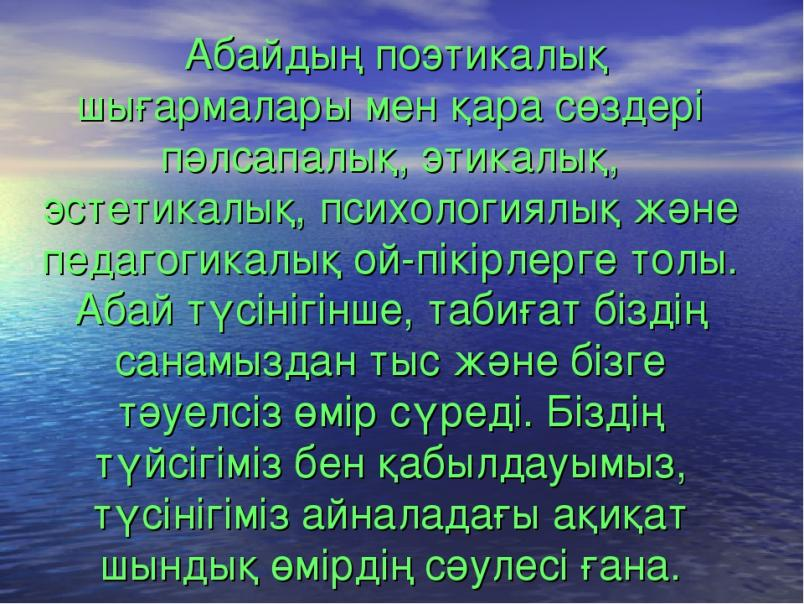 Абайдың поэтикалық
шығармалары мен қара сөздері
пәлсапалық, этикалық,
эстетикалық, психологиялық және
педагогикалық ой-пікірлерге толы.
Абай түсінігінше, табиғат біздің
санамыздан тыс және бізге
тәуелсіз өмір сүреді. Біздің
түйсігіміз бен қабылдауымыз,
түсінігіміз айналадағы ақиқат
шындық өмірдің сәулесі ғана.